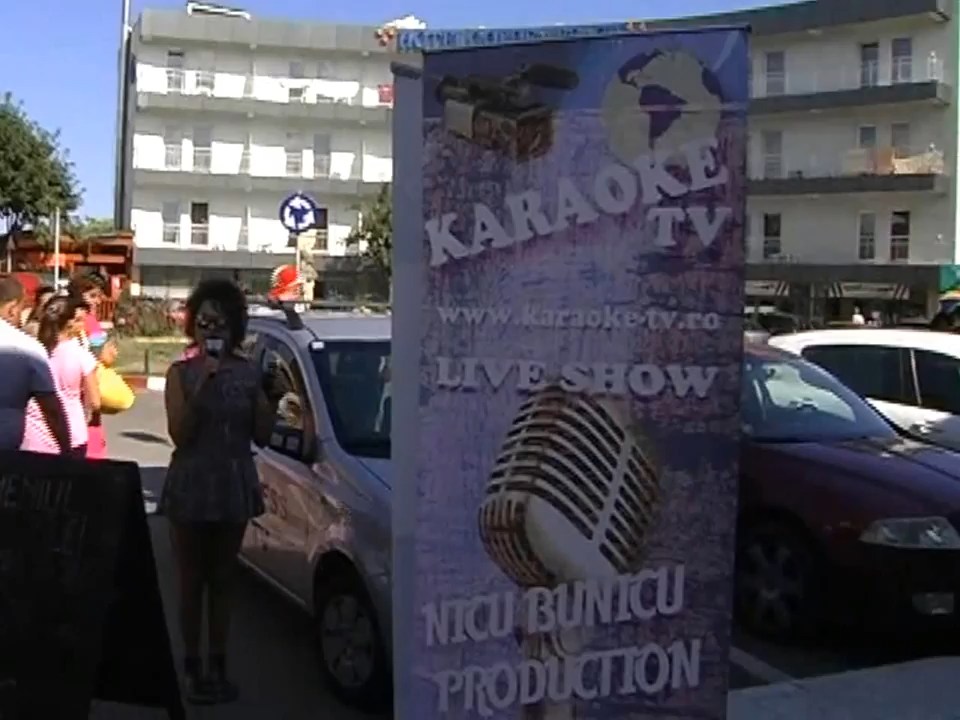 KARAOKE
TV
www.karaoke-tv.ro
LIVE SHOW
NICU BUNICU
PRODUCTION